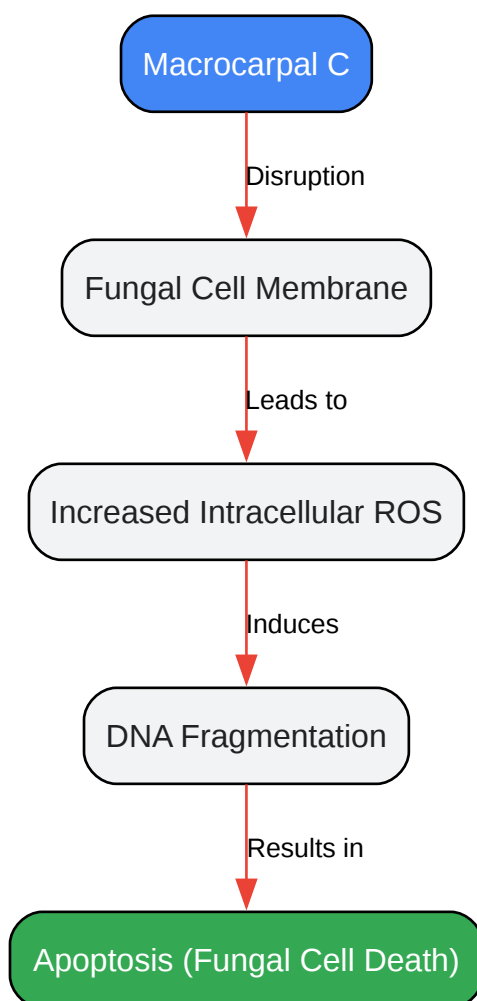 Macrocarpal C
Disruption
Fungal Cell Membrane
Leads to
Increased Intracellular ROS
Induces
DNA Fragmentation
Results in
Apoptosis (Fungal Cell Death)